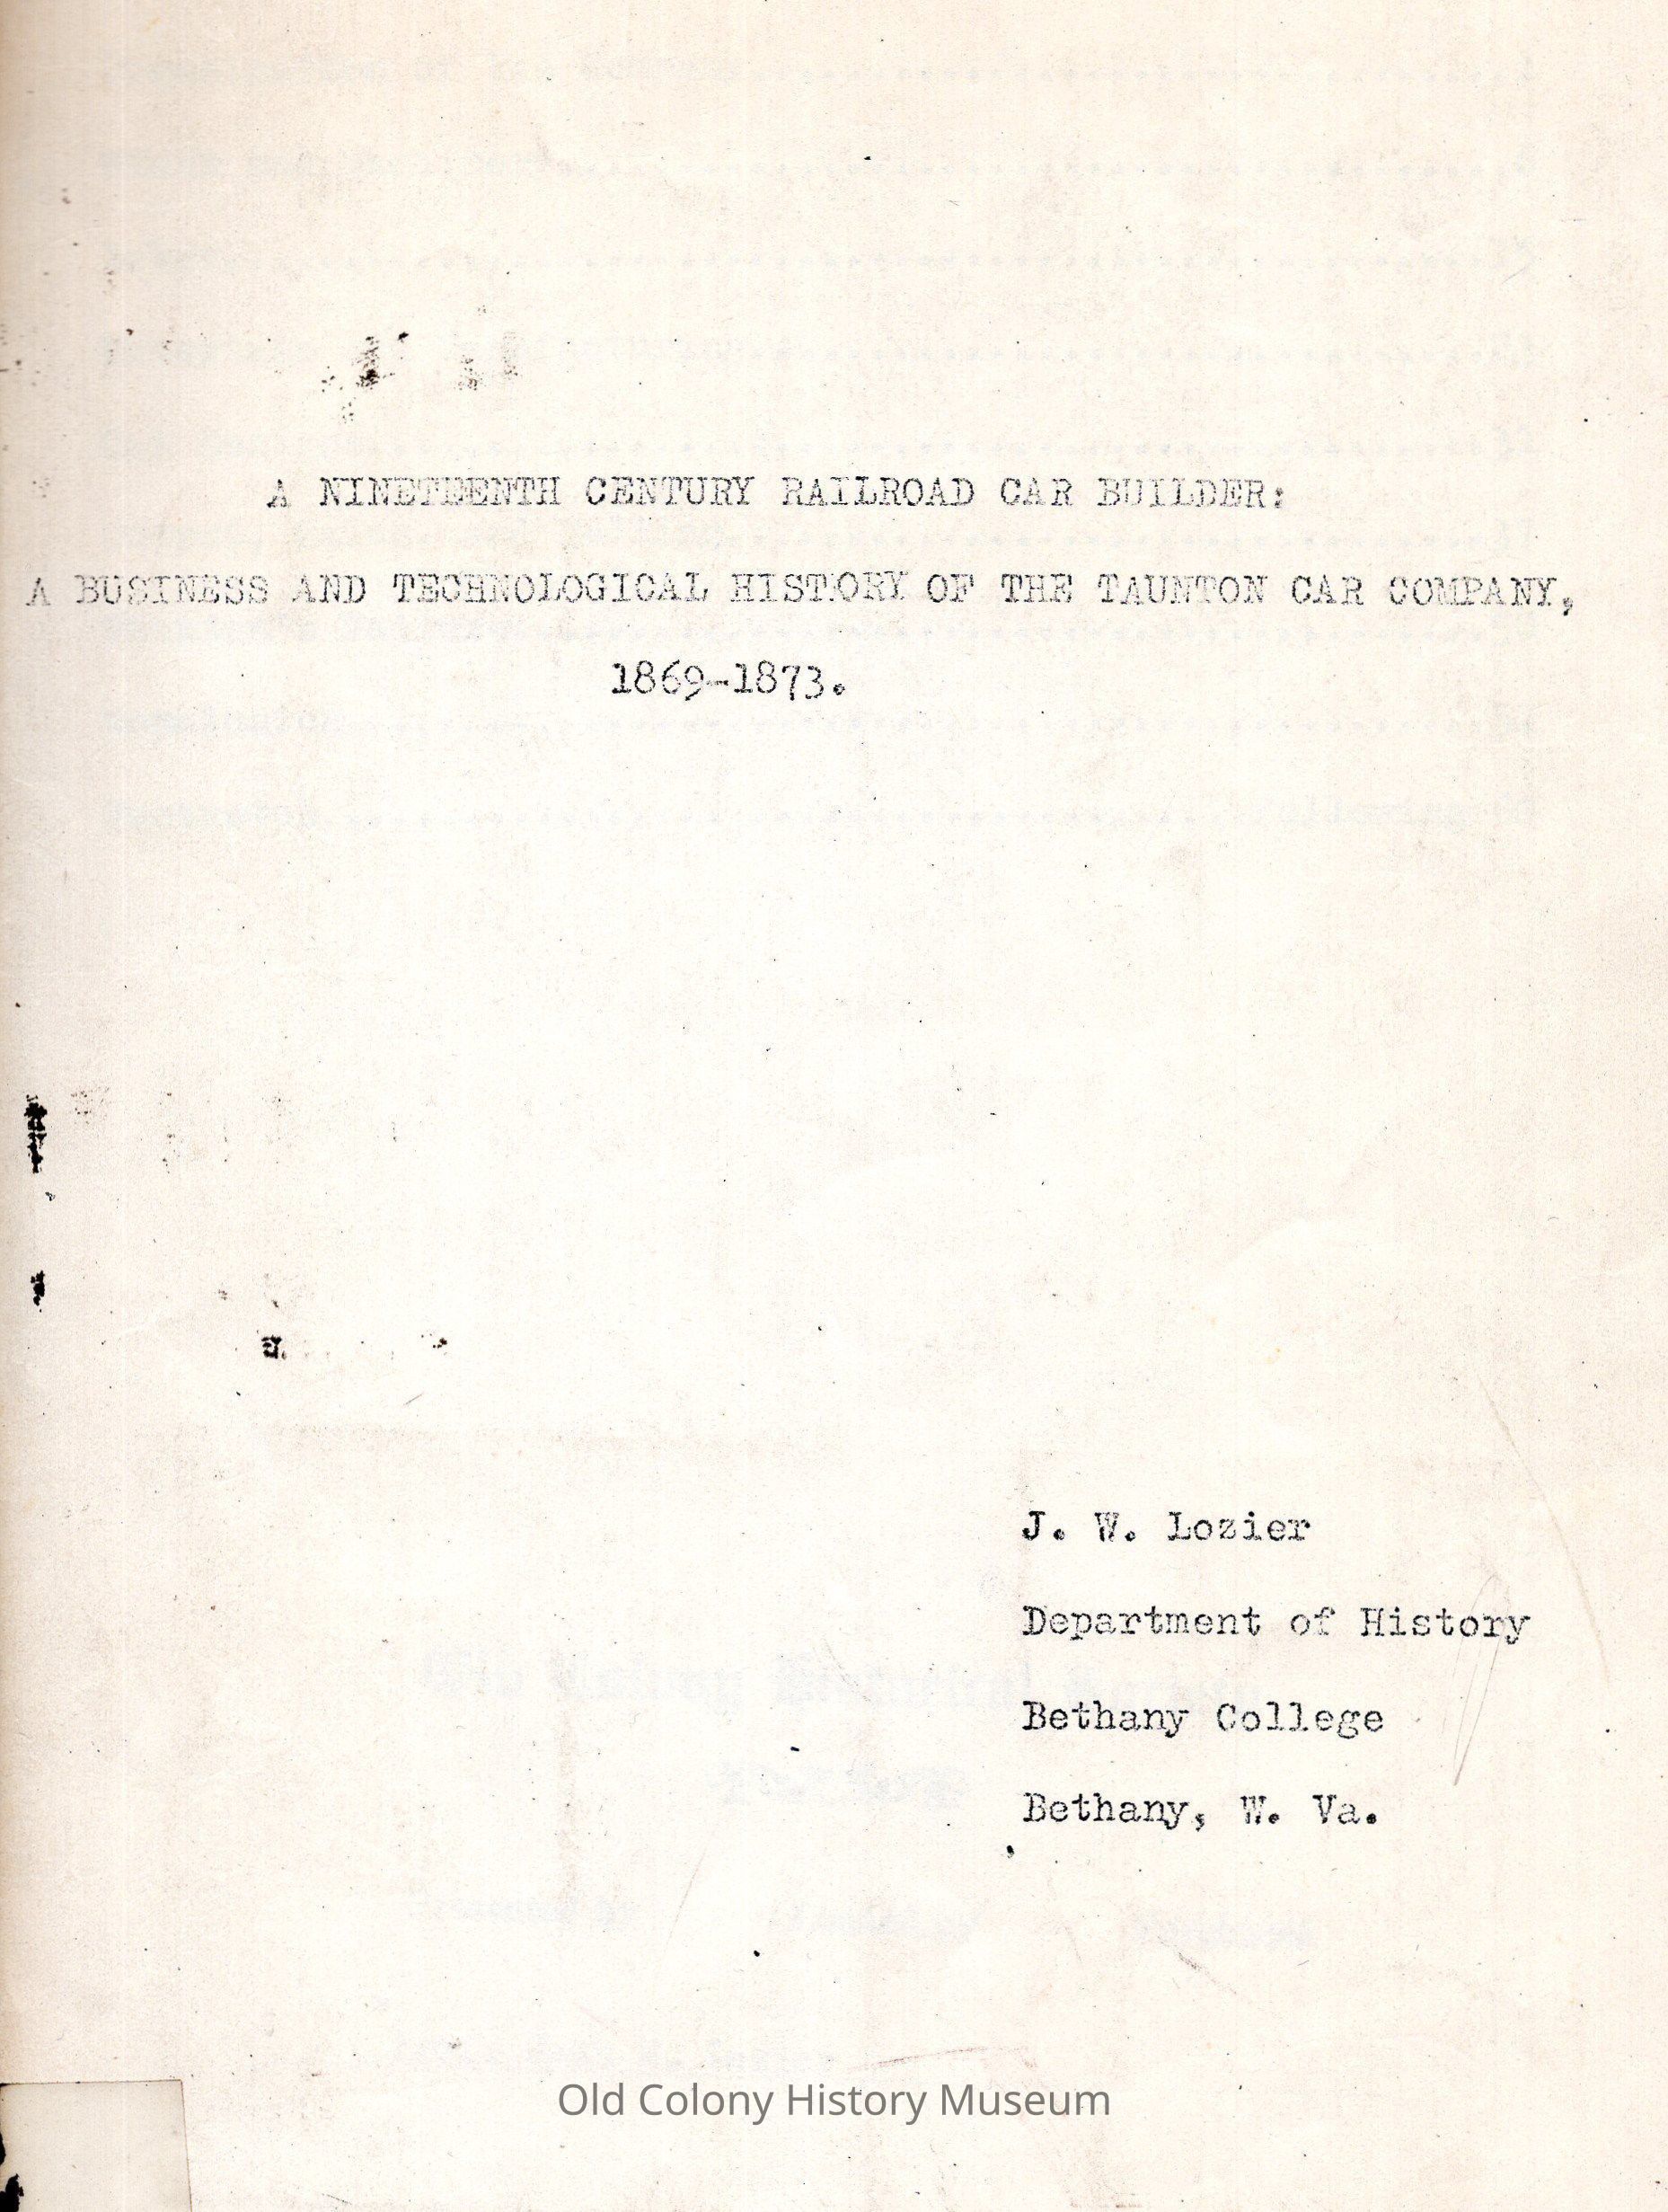 A NINETEENTH CENTURY RAILROAD CAR BUILDER:
A BUSINESS AND TECHNOLOGICAL HISTORY OF THE TAUNTON CAR COMPANY,
1869-1873.
J. W. Lozier
Department of History
Bethany College
Bethany, W. Va.
Old Colony History Museum